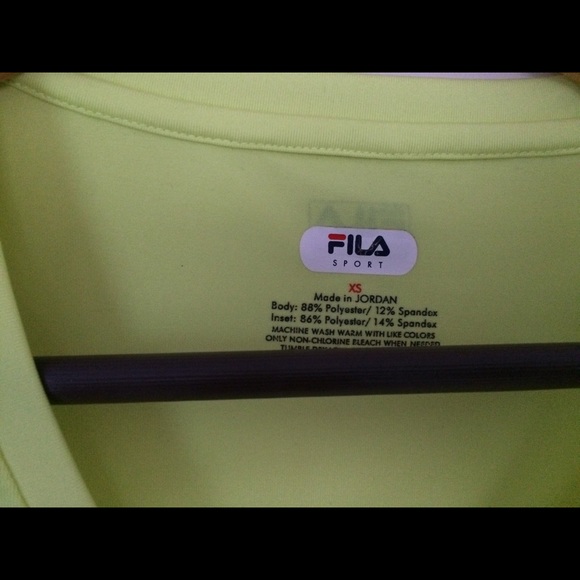 FILA
SPORT
XS
Made in JORDAN
Body: 88% Polyester/ 12% Spandex
Inset: 86% Polyester/ 14% Spandex
MACHINE WASH WARM WITH LIKE COLORS
ONLY NON-CHLORINE BLEACH WHEN NEEDED
TUMBLE